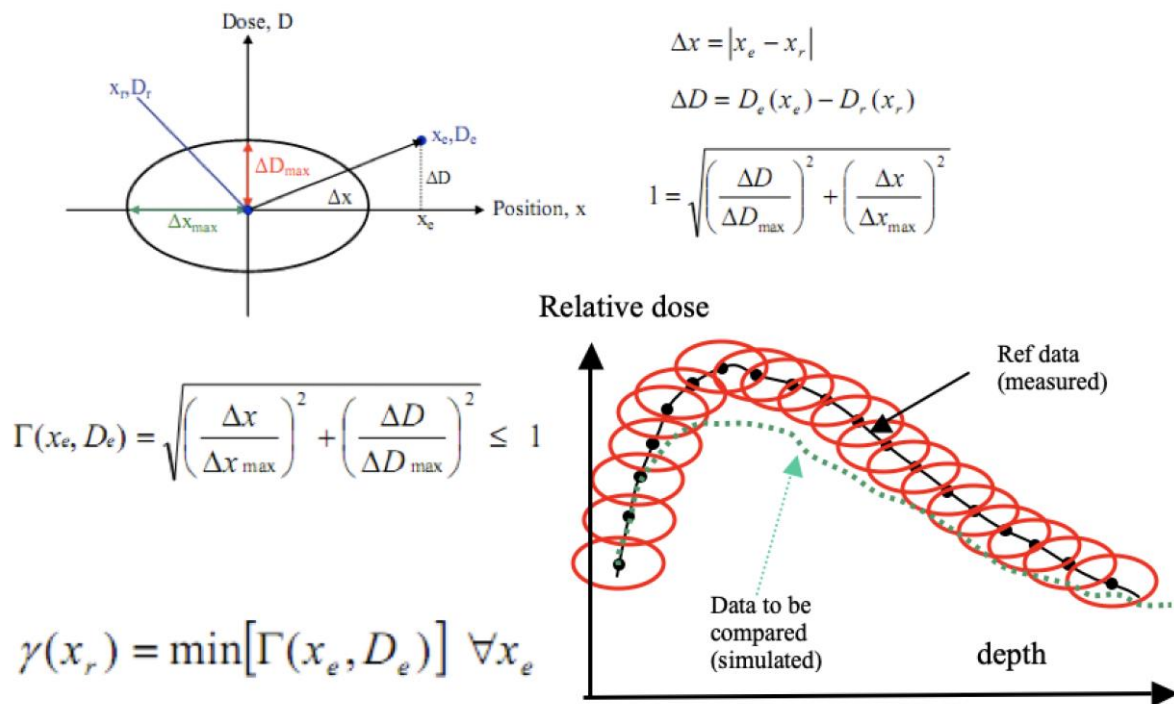 Dose, D
x_r,D_r
x_e,D_e
ΔD_max
ΔD
Δx
Δx_max
x_e
Position, x
Δx = |x_e − x_r|
ΔD = D_e(x_e) − D_r(x_r)
1 = √((ΔD/ΔD_max)² + (Δx/Δx_max)²)
Γ(x_e, D_e) = √((Δx/Δx_max)² + (ΔD/ΔD_max)²) ≤ 1
γ(x_r) = min[Γ(x_e, D_e)] ∀x_e
Relative dose
Ref data
(measured)
Data to be
compared
(simulated)
depth